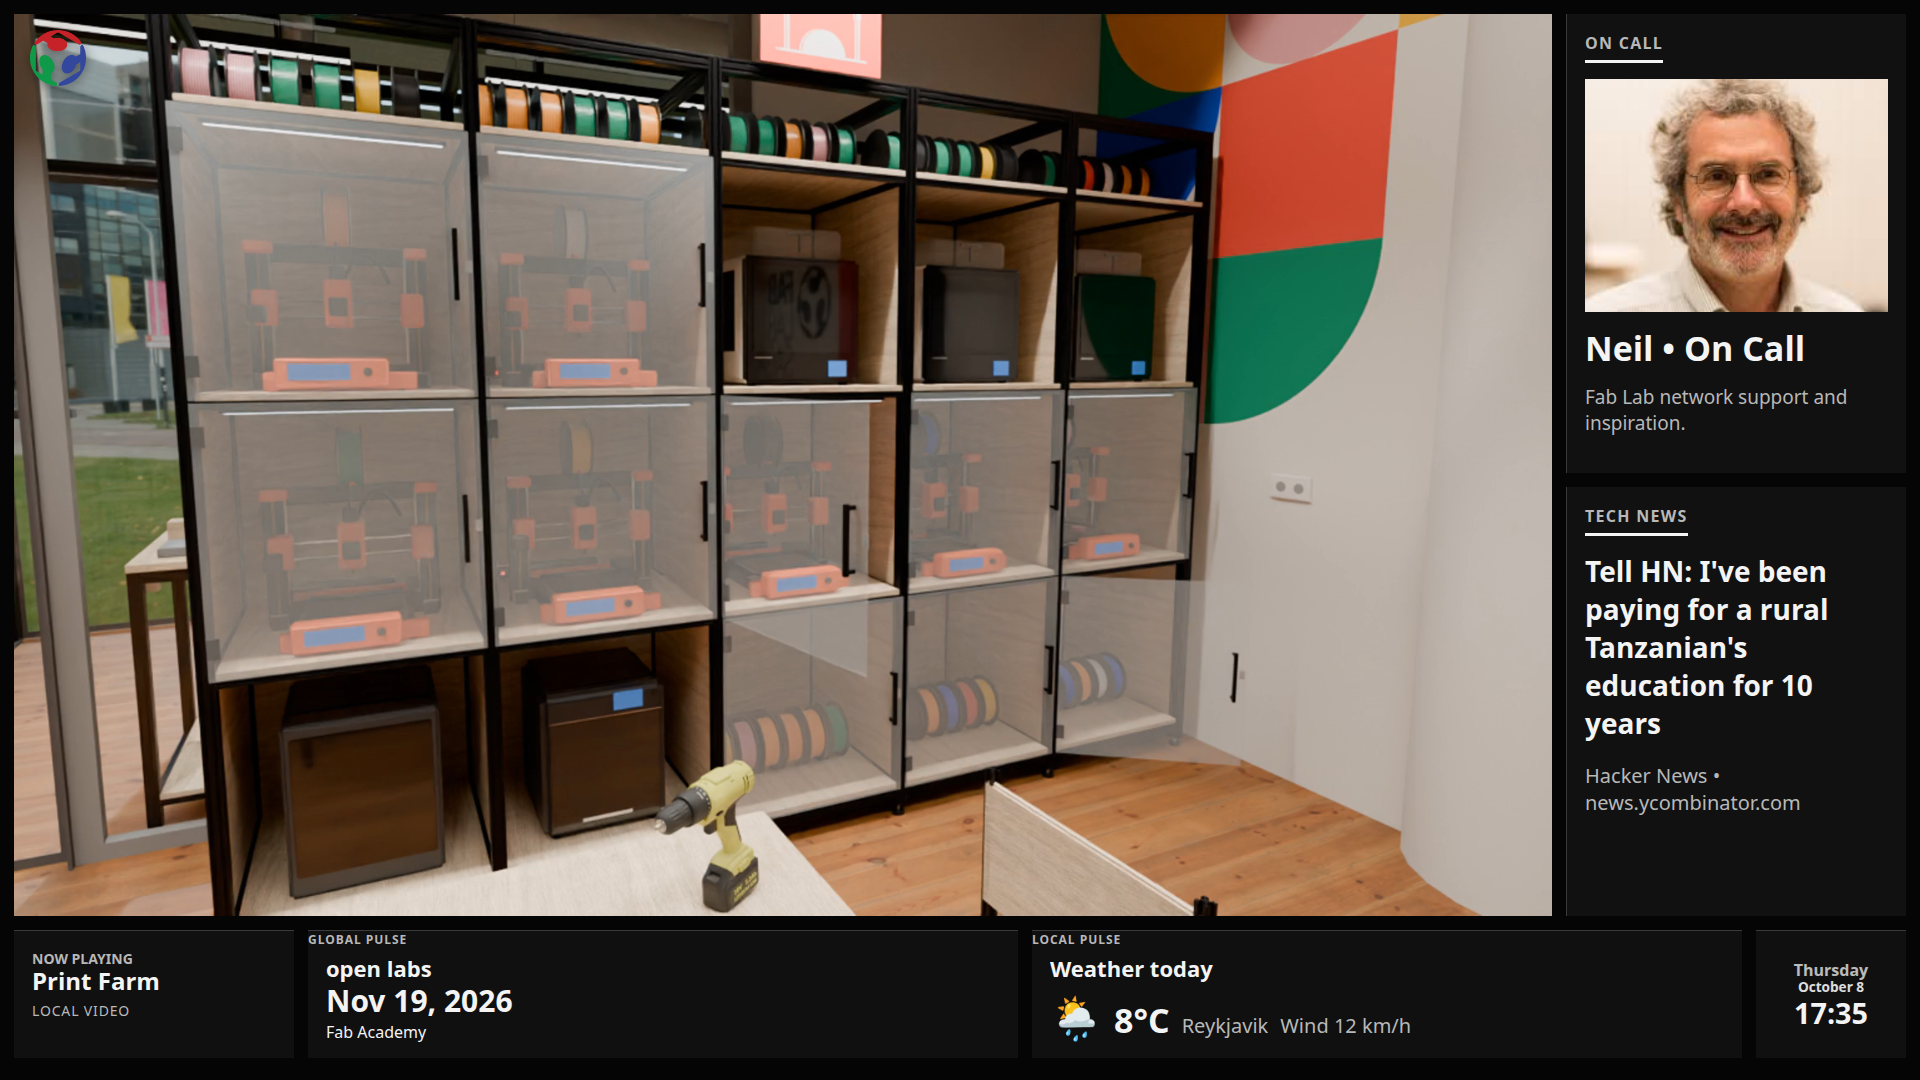 ON CALL
Neil • On Call
Fab Lab network support and
inspiration.
TECH NEWS
Tell HN: I've been
paying for a rural
Tanzanian's
education for 10
years
Hacker News •
news.ycombinator.com
NOW PLAYING
Print Farm
LOCAL VIDEO
GLOBAL PULSE
open labs
Nov 19, 2026
Fab Academy
LOCAL PULSE
Weather today
8°C Reykjavik Wind 12 km/h
Thursday
October 8
17:35